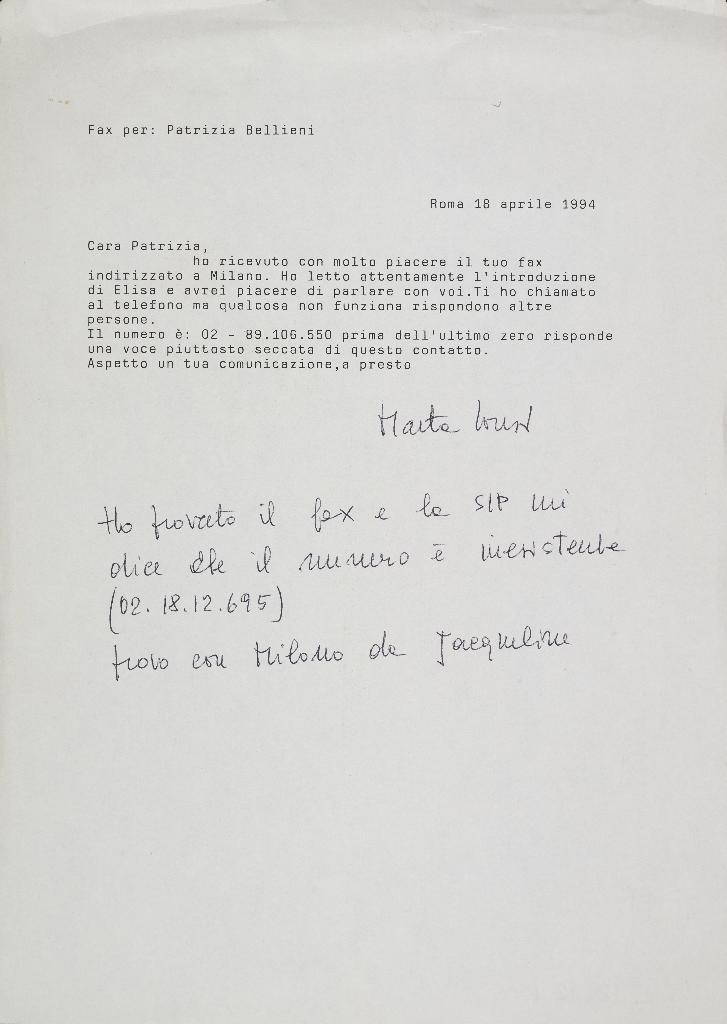 Fax per: Patrizia Bellieni
Roma 18 aprile 1994
Cara Patrizia,
ho ricevuto con molto piacere il tuo fax
indirizzato a Milano. Ho letto attentamente l'introduzione
di Elisa e avrei piacere di parlare con voi.Ti ho chiamato
al telefono ma qualcosa non funziona rispondono altre
persone.
Il numero è: 02 - 89.106.550 prima dell'ultimo zero risponde
una voce piuttosto seccata di questo contatto.
Aspetto un tua comunicazione,a presto
Marta
Ho provato il fax e la SIP mi
dice che il numero è inesistente
(02. 18.12.695)
provo con Milano da Jacqueline